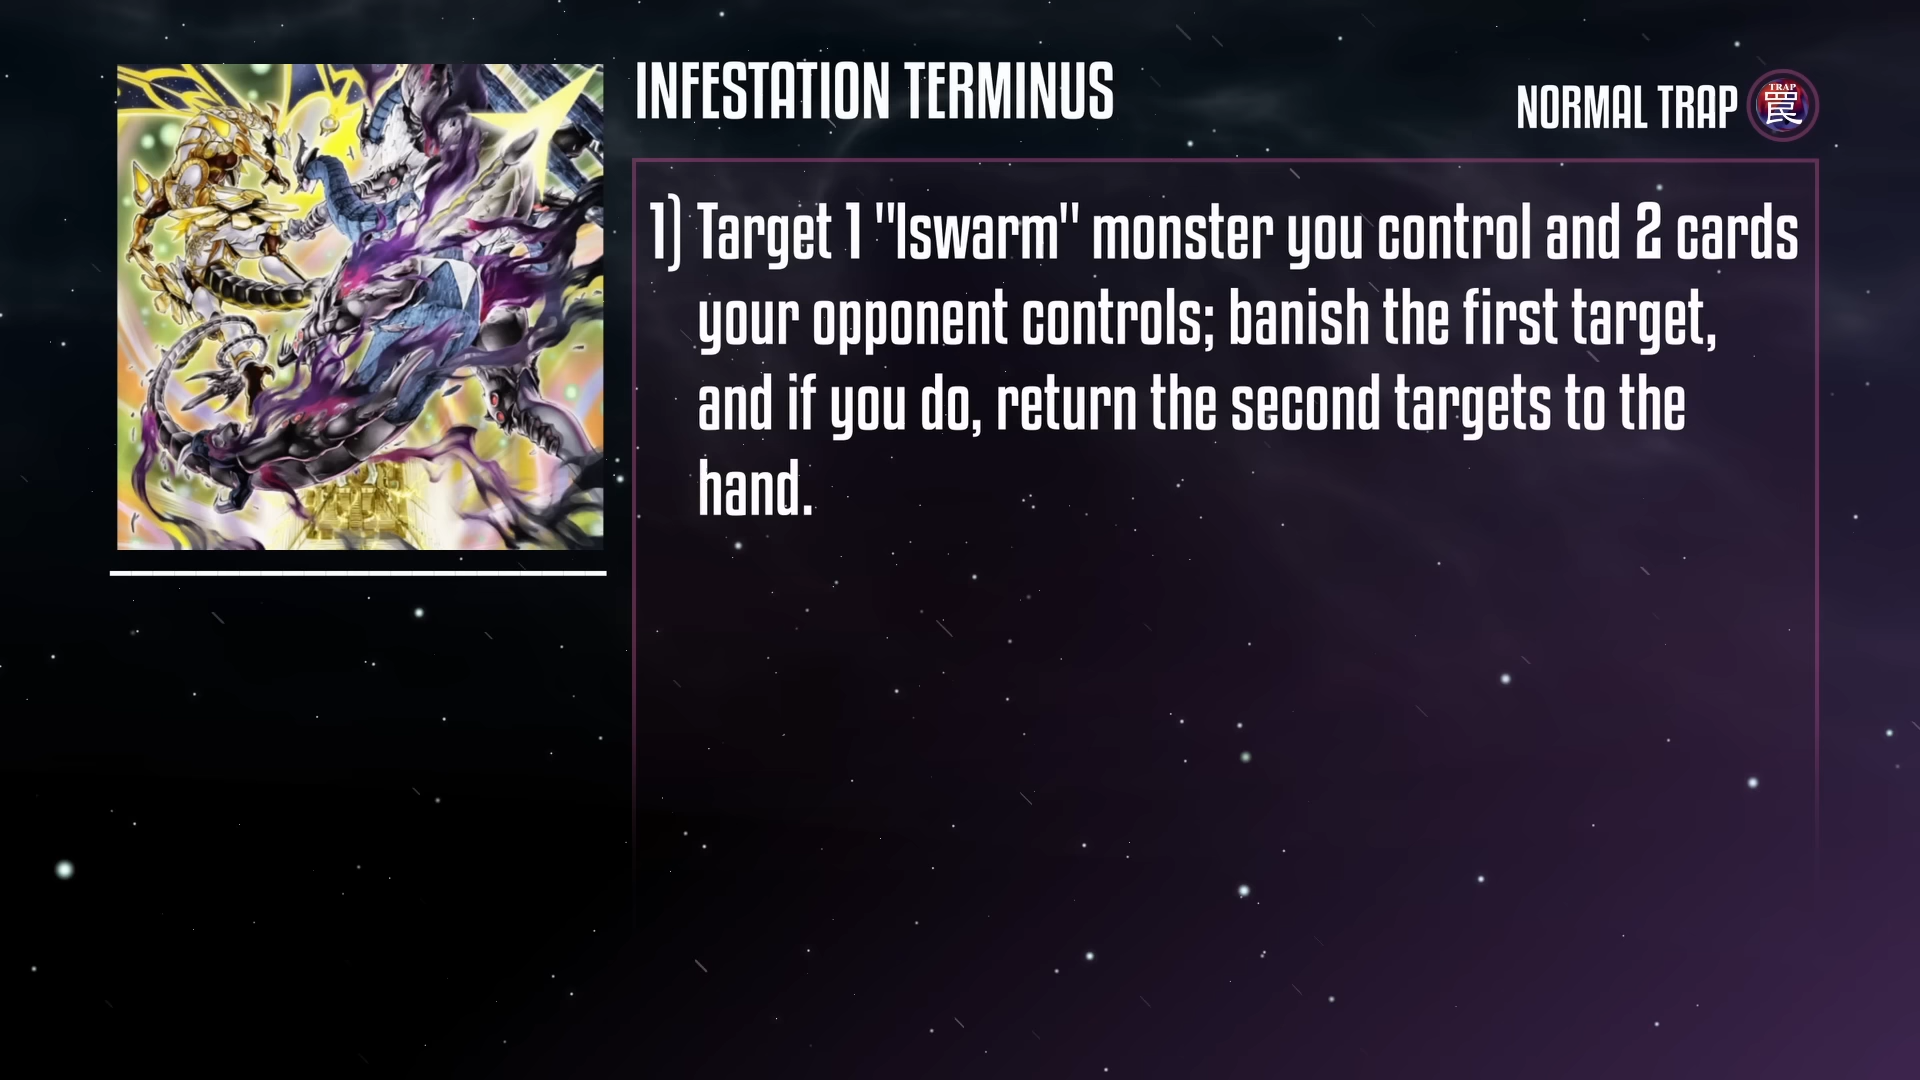 INFESTATION TERMINUS
NORMAL TRAP
TRAP
罠
1) Target 1 "lswarm" monster you control and 2 cards
your opponent controls; banish the first target,
and if you do, return the second targets to the
hand.